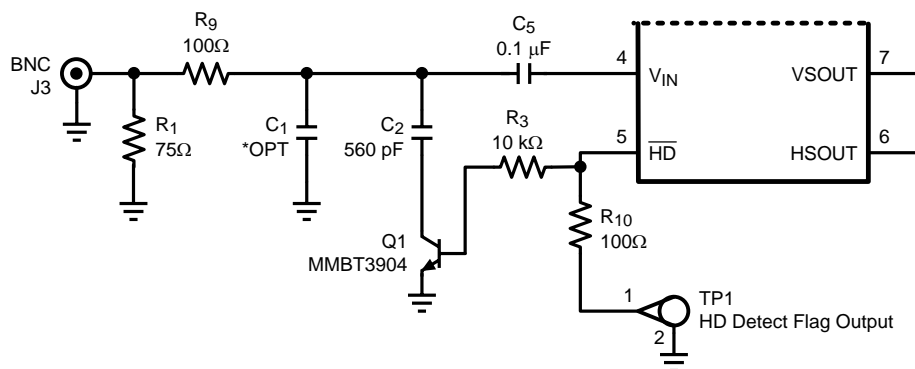 BNC
J3
R9
100Ω
R1
75Ω
C1
*OPT
C2
560 pF
C5
0.1 μF
R3
10 kΩ
Q1
MMBT3904
R10
100Ω
4
VIN
5
HD
VSOUT
7
HSOUT
6
1
2
TP1
HD Detect Flag Output